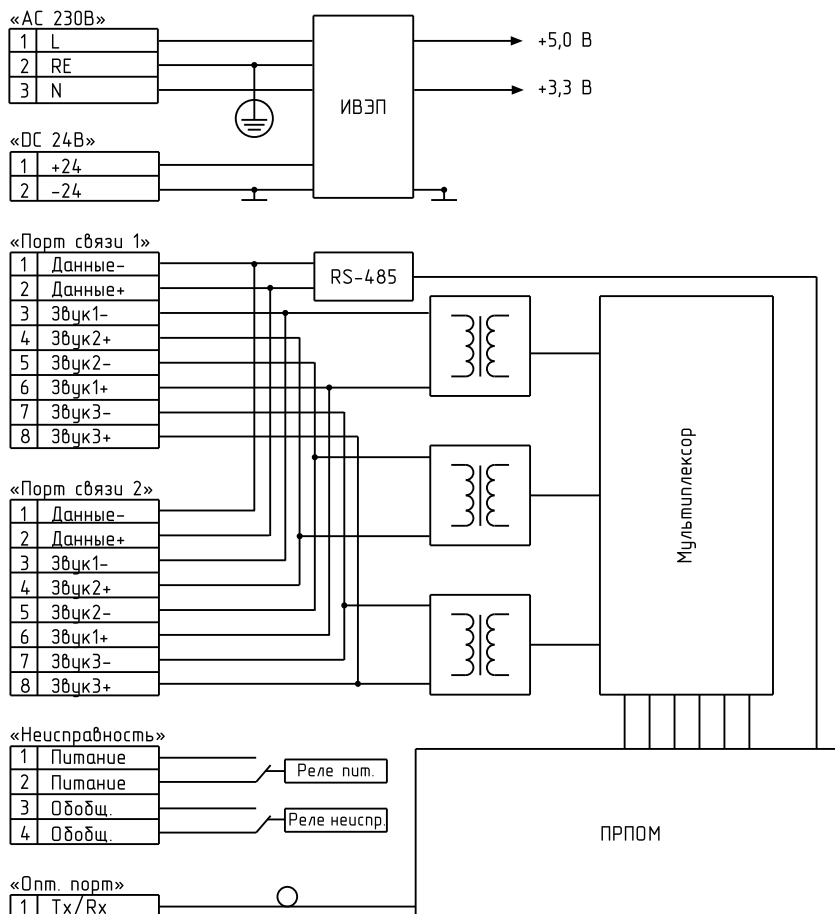 «AC 230В»
1 L
2 RE
3 N
ИВЭП
+5,0 В
+3,3 В
«DC 24В»
1 +24
2 -24
«Порт связи 1»
1 Данные-
2 Данные+
3 Звук1-
4 Звук2+
5 Звук2-
6 Звук1+
7 Звук3-
8 Звук3+
RS-485
Мультиплексор
«Порт связи 2»
1 Данные-
2 Данные+
3 Звук1-
4 Звук2+
5 Звук2-
6 Звук1+
7 Звук3-
8 Звук3+
«Неисправность»
1 Питание
2 Питание
3 Обобщ.
4 Обобщ.
Реле пит.
Реле неиспр.
ПРПОМ
«Опт. порт»
1 Tx/Rx